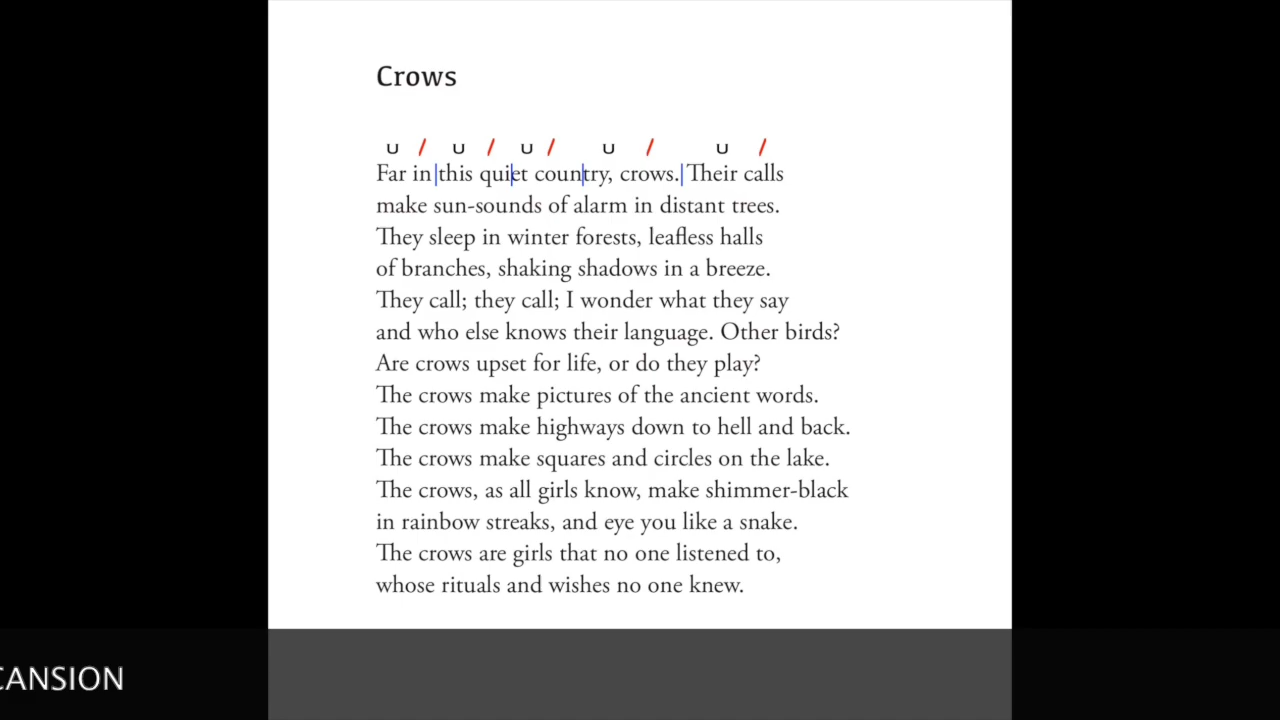 Crows
U / U / U / U / U /
Far in|this qui|et coun|try, crows.|Their calls
make sun-sounds of alarm in distant trees.
They sleep in winter forests, leafless halls
of branches, shaking shadows in a breeze.
They call; they call; I wonder what they say
and who else knows their language. Other birds?
Are crows upset for life, or do they play?
The crows make pictures of the ancient words.
The crows make highways down to hell and back.
The crows make squares and circles on the lake.
The crows, as all girls know, make shimmer-black
in rainbow streaks, and eye you like a snake.
The crows are girls that no one listened to,
whose rituals and wishes no one knew.
CANSION